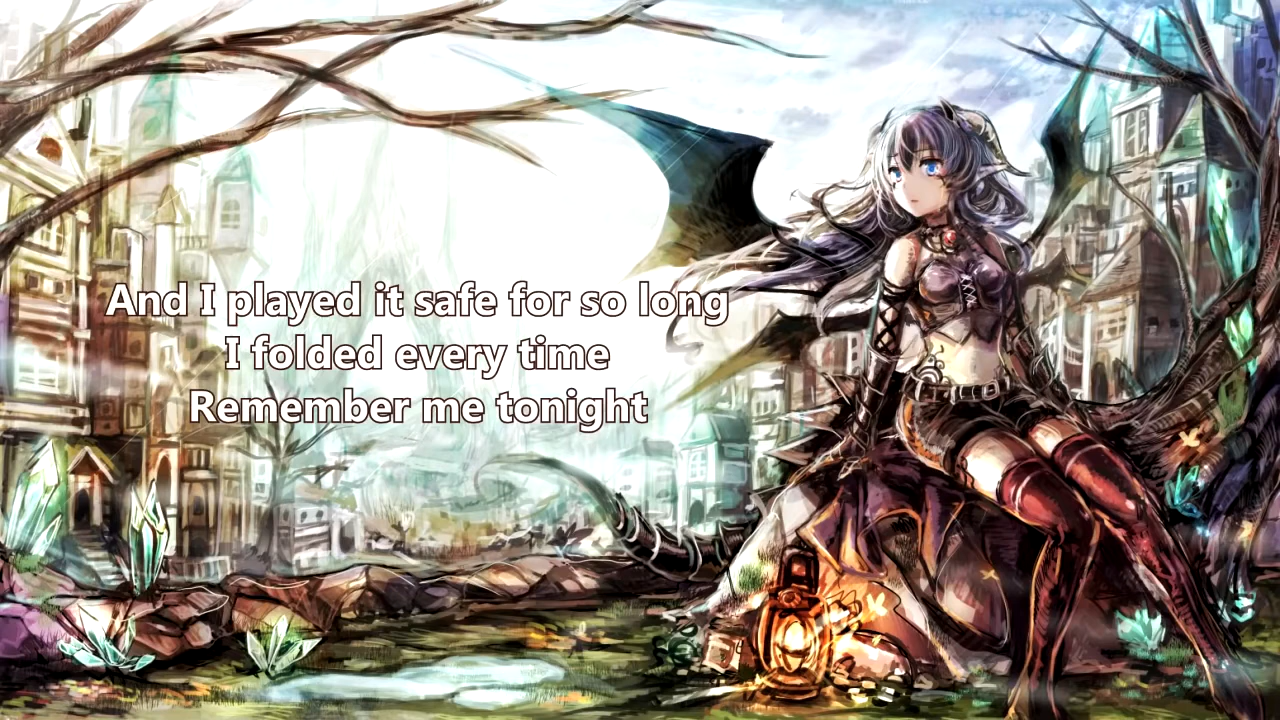 And I played it safe for so long
I folded every time
Remember me tonight